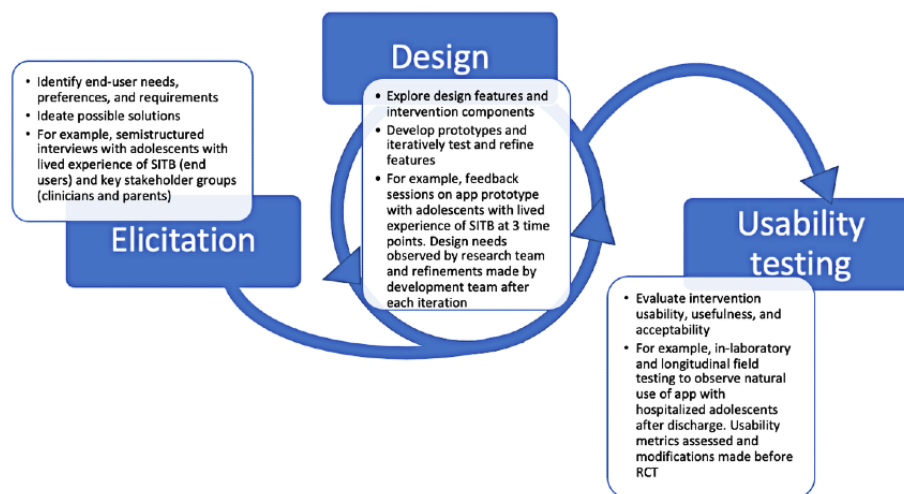 Elicitation
• Identify end-user needs,
preferences, and requirements
• Ideate possible solutions
• For example, semistructured
interviews with adolescents with
lived experience of SITB (end
users) and key stakeholder groups
(clinicians and parents)
Design
• Explore design features and
intervention components
• Develop prototypes and
iteratively test and refine
features
• For example, feedback
sessions on app prototype
with adolescents with lived
experience of SITB at 3 time
points. Design needs
observed by research team
and refinements made by
development team after
each iteration
Usability
testing
• Evaluate intervention
usability, usefulness, and
acceptability
• For example, in-laboratory
and longitudinal field
testing to observe natural
use of app with
hospitalized adolescents
after discharge. Usability
metrics assessed and
modifications made before
RCT